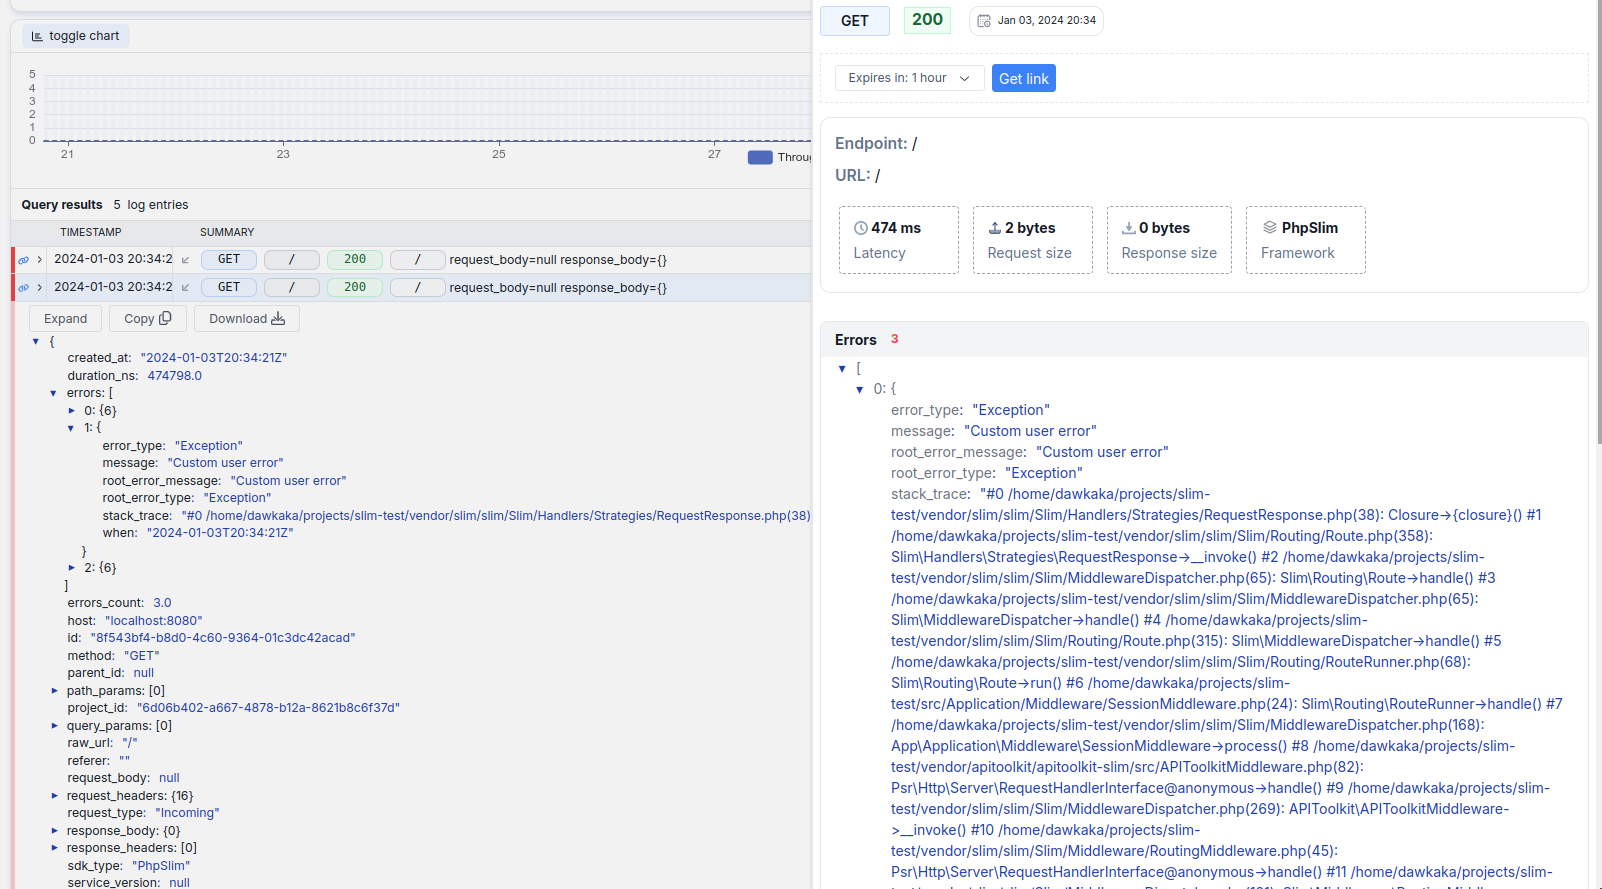 toggle chart
5
4
3
2
1
0
21 23 25 27
Throu
Query results 5 log entries
TIMESTAMP SUMMARY
2024-01-03 20:34:2 GET / 200 / request_body=null response_body={}
2024-01-03 20:34:2 GET / 200 / request_body=null response_body={}
Expand Copy Download
{
created_at: "2024-01-03T20:34:21Z"
duration_ns: 474798.0
errors: [
0: {6}
1: {
error_type: "Exception"
message: "Custom user error"
root_error_message: "Custom user error"
root_error_type: "Exception"
stack_trace: "#0 /home/dawkaka/projects/slim-test/vendor/slim/slim/Slim/Handlers/Strategies/RequestResponse.php(38)
when: "2024-01-03T20:34:21Z"
}
2: {6}
]
errors_count: 3.0
host: "localhost:8080"
id: "8f543bf4-b8d0-4c60-9364-01c3dc42acad"
method: "GET"
parent_id: null
path_params: [0]
project_id: "6d06b402-a667-4878-b12a-8621b8c6f37d"
query_params: [0]
raw_url: "/"
referer: ""
request_body: null
request_headers: {16}
request_type: "Incoming"
response_body: {0}
response_headers: [0]
sdk_type: "PhpSlim"
service_version: null
GET 200 Jan 03, 2024 20:34
Expires in: 1 hour Get link
Endpoint: /
URL: /
474 ms
Latency
2 bytes
Request size
0 bytes
Response size
PhpSlim
Framework
Errors 3
[
0: {
error_type: "Exception"
message: "Custom user error"
root_error_message: "Custom user error"
root_error_type: "Exception"
stack_trace: "#0 /home/dawkaka/projects/slim-
test/vendor/slim/slim/Slim/Handlers/Strategies/RequestResponse.php(38): Closure->{closure}() #1
/home/dawkaka/projects/slim-test/vendor/slim/slim/Slim/Routing/Route.php(358):
Slim\Handlers\Strategies\RequestResponse->__invoke() #2 /home/dawkaka/projects/slim-
test/vendor/slim/slim/Slim/MiddlewareDispatcher.php(65): Slim\Routing\Route->handle() #3
/home/dawkaka/projects/slim-test/vendor/slim/slim/Slim/MiddlewareDispatcher.php(65):
Slim\MiddlewareDispatcher->handle() #4 /home/dawkaka/projects/slim-
test/vendor/slim/slim/Slim/Routing/Route.php(315): Slim\MiddlewareDispatcher->handle() #5
/home/dawkaka/projects/slim-test/vendor/slim/slim/Slim/Routing/RouteRunner.php(68):
Slim\Routing\Route->run() #6 /home/dawkaka/projects/slim-
test/src/Application/Middleware/SessionMiddleware.php(24): Slim\Routing\RouteRunner->handle() #7
/home/dawkaka/projects/slim-test/vendor/slim/slim/Slim/MiddlewareDispatcher.php(168):
App\Application\Middleware\SessionMiddleware->process() #8 /home/dawkaka/projects/slim-
test/vendor/apitoolkit/apitoolkit-slim/src/APIToolkitMiddleware.php(82):
Psr\Http\Server\RequestHandlerInterface@anonymous->handle() #9 /home/dawkaka/projects/slim-
test/vendor/slim/slim/Slim/MiddlewareDispatcher.php(269): APIToolkit\APIToolkitMiddleware-
>__invoke() #10 /home/dawkaka/projects/slim-
test/vendor/slim/slim/Slim/Middleware/RoutingMiddleware.php(45):
Psr\Http\Server\RequestHandlerInterface@anonymous->handle() #11 /home/dawkaka/projects/slim-